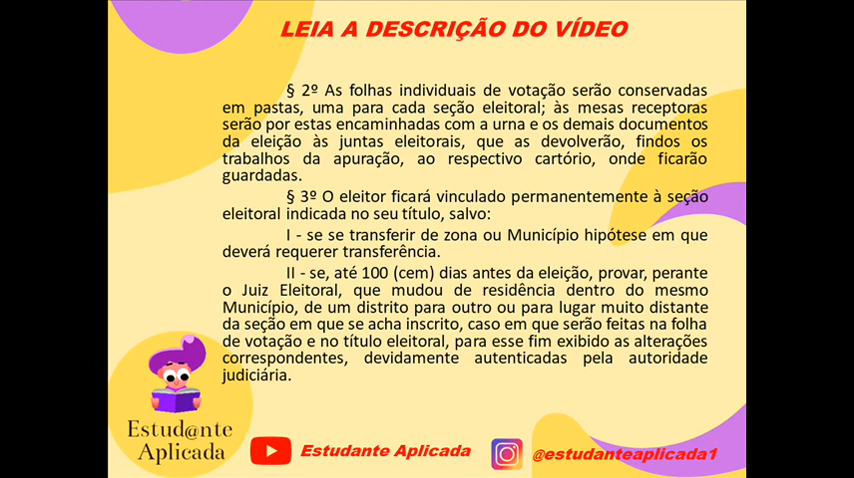 LEIA A DESCRIÇÃO DO VÍDEO
§ 2º As folhas individuais de votação serão conservadas
em pastas, uma para cada seção eleitoral; às mesas receptoras
serão por estas encaminhadas com a urna e os demais documentos
da eleição às juntas eleitorais, que as devolverão, findos os
trabalhos da apuração, ao respectivo cartório, onde ficarão
guardadas.
§ 3º O eleitor ficará vinculado permanentemente à seção
eleitoral indicada no seu título, salvo:
I - se se transferir de zona ou Município hipótese em que
deverá requerer transferência.
II - se, até 100 (cem) dias antes da eleição, provar, perante
o Juiz Eleitoral, que mudou de residência dentro do mesmo
Município, de um distrito para outro ou para lugar muito distante
da seção em que se acha inscrito, caso em que serão feitas na folha
de votação e no título eleitoral, para esse fim exibido as alterações
correspondentes, devidamente autenticadas pela autoridade
judiciária.
Estud@nte
Aplicada
Estudante Aplicada
@estudanteaplicada1